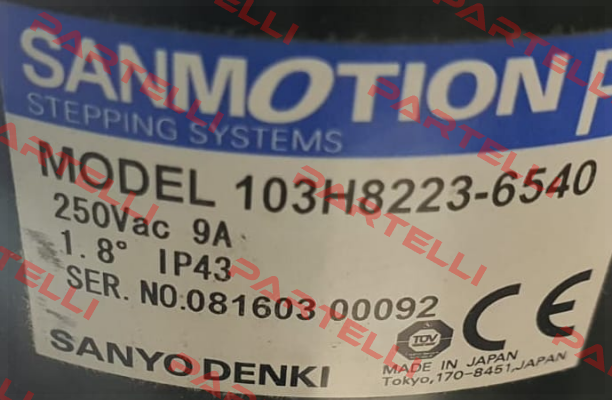 SANMOTION F
STEPPING SYSTEMS
MODEL 103H8223-6540
250Vac 9A
1.8° IP43
SER. NO.081603 00092
TÜV
CE
SANYO DENKI
MADE IN JAPAN
Tokyo,170-8451,JAPAN
PARTELLI